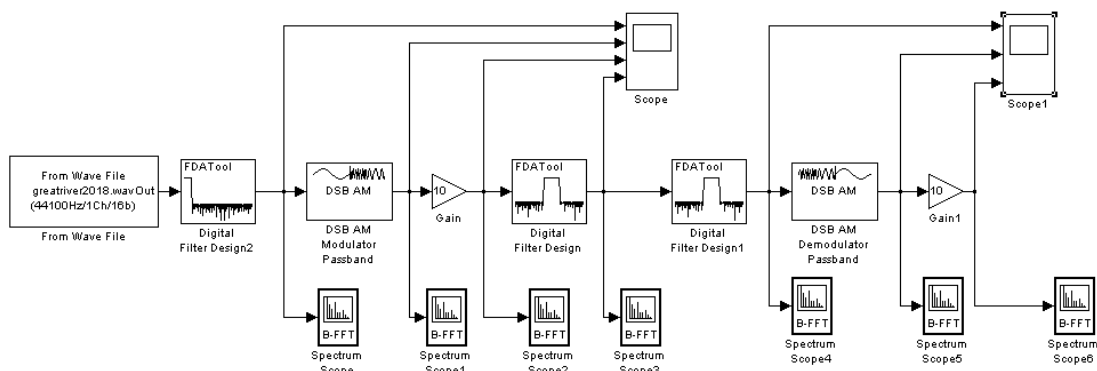 Scope
Scope1
From Wave File
greatriver2018.wavOut
(44100Hz/1Ch/16b)
From Wave File
FDATool
Digital
Filter Design2
DSB AM
DSB AM
Modulator
Passband
10
Gain
FDATool
Digital
Filter Design
FDATool
Digital
Filter Design1
DSB AM
DSB AM
Demodulator
Passband
10
Gain1
B-FFT
Spectrum
Scope
B-FFT
Spectrum
Scope1
B-FFT
Spectrum
Scope2
B-FFT
Spectrum
Scope3
B-FFT
Spectrum
Scope4
B-FFT
Spectrum
Scope5
B-FFT
Spectrum
Scope6